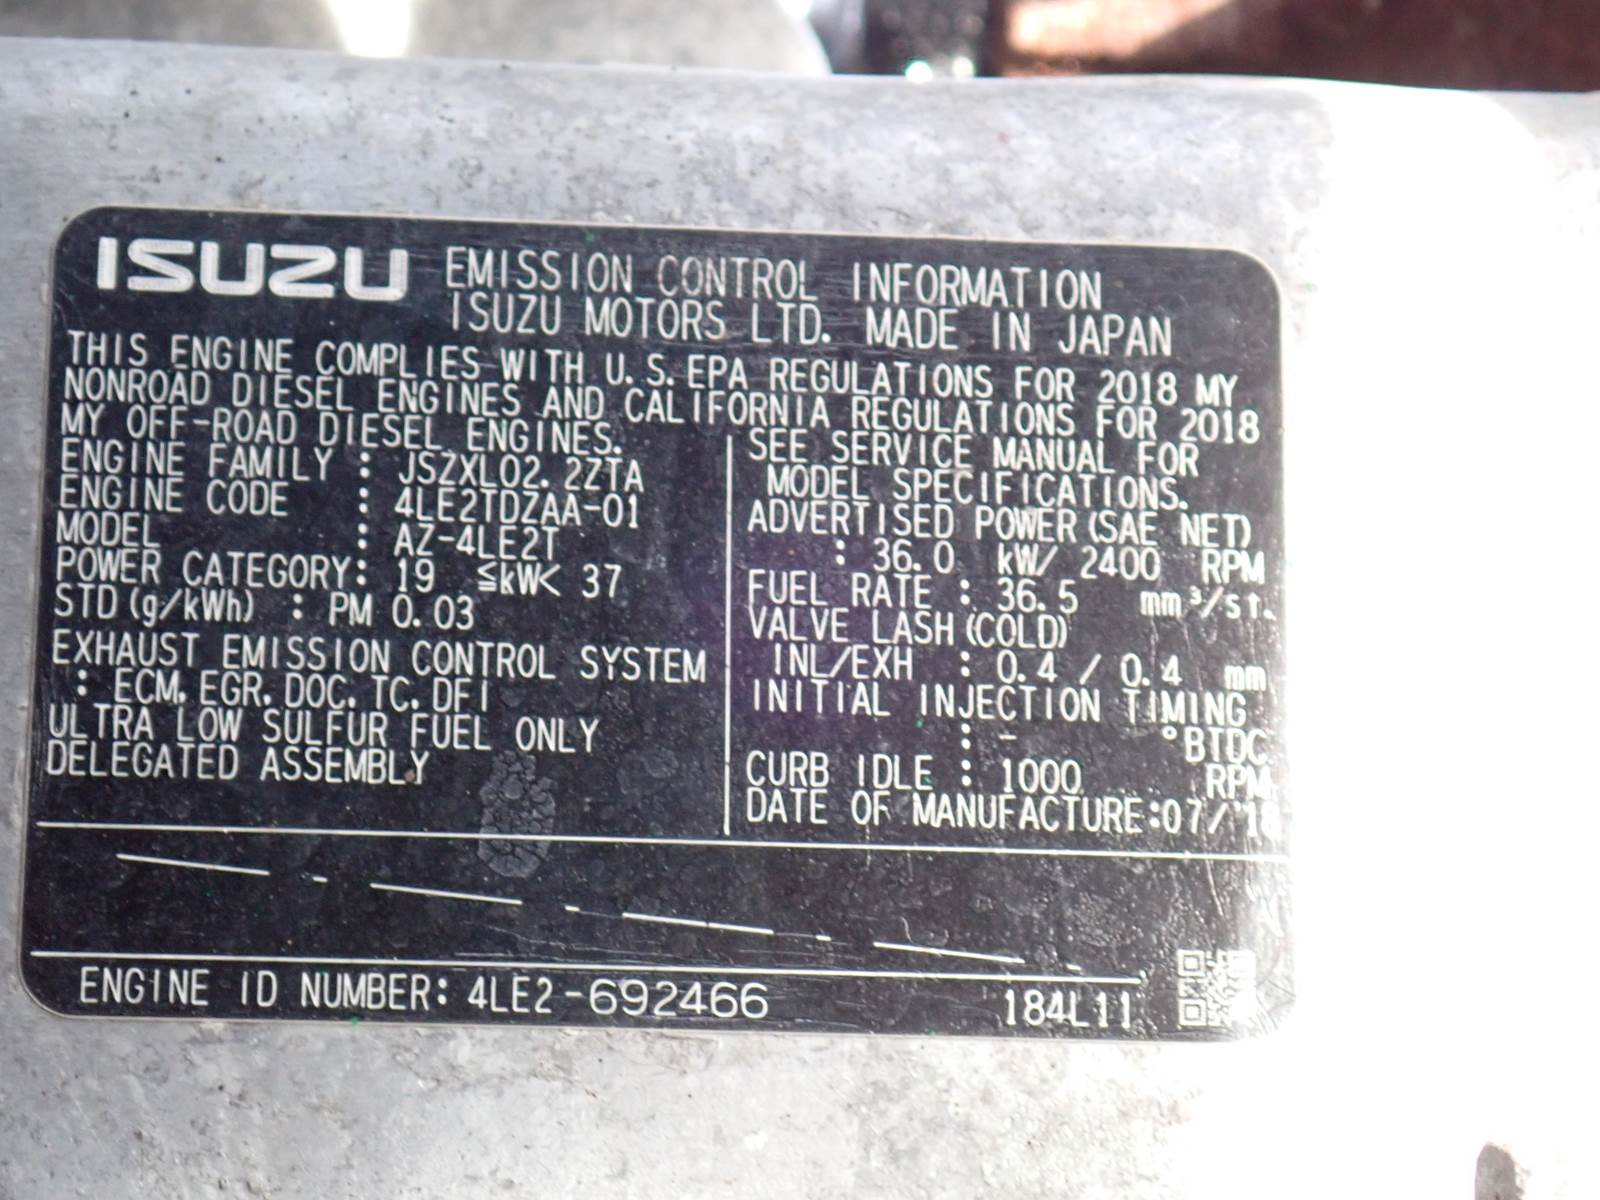 ISUZU EMISSION CONTROL INFORMATION
ISUZU MOTORS LTD. MADE IN JAPAN
THIS ENGINE COMPLIES WITH U.S.EPA REGULATIONS FOR 2018 MY
NONROAD DIESEL ENGINES AND CALIFORNIA REGULATIONS FOR 2018
MY OFF-ROAD DIESEL ENGINES.
ENGINE FAMILY : JSZXL02.2ZTA
ENGINE CODE : 4LE2TDZAA-01
MODEL : AZ-4LE2T
POWER CATEGORY: 19 ≦kW< 37
STD(g/kWh) : PM 0.03
EXHAUST EMISSION CONTROL SYSTEM
: ECM, EGR, DOC, TC, DFI
ULTRA LOW SULFUR FUEL ONLY
DELEGATED ASSEMBLY
SEE SERVICE MANUAL FOR
MODEL SPECIFICATIONS.
ADVERTISED POWER(SAE NET)
: 36.0 kW/ 2400 RPM
FUEL RATE : 36.5 mm³/st.
VALVE LASH(COLD)
INL/EXH : 0.4 / 0.4 mm
INITIAL INJECTION TIMING
: - °BTDC
CURB IDLE : 1000 RPM
DATE OF MANUFACTURE:07/'18
ENGINE ID NUMBER: 4LE2-692466 184L11